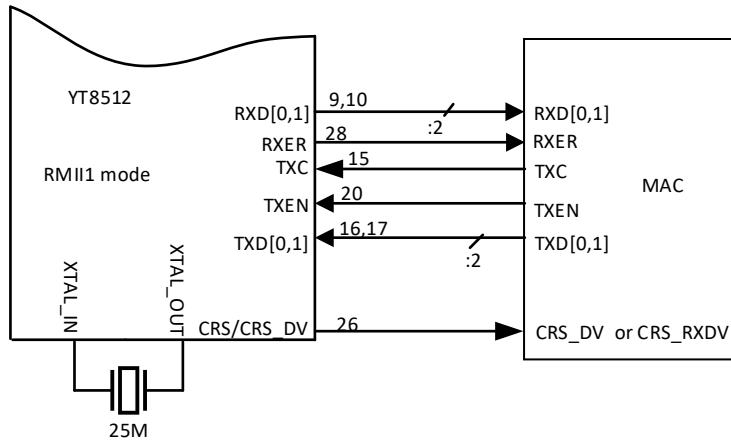 YT8512
RMII1 mode
XTAL_IN
XTAL_OUT
25M
RXD[0,1]
RXER
TXC
TXEN
TXD[0,1]
CRS/CRS_DV
9,10
:2
28
15
20
16,17
:2
26
RXD[0,1]
RXER
TXC
TXEN
TXD[0,1]
CRS_DV or CRS_RXDV
MAC